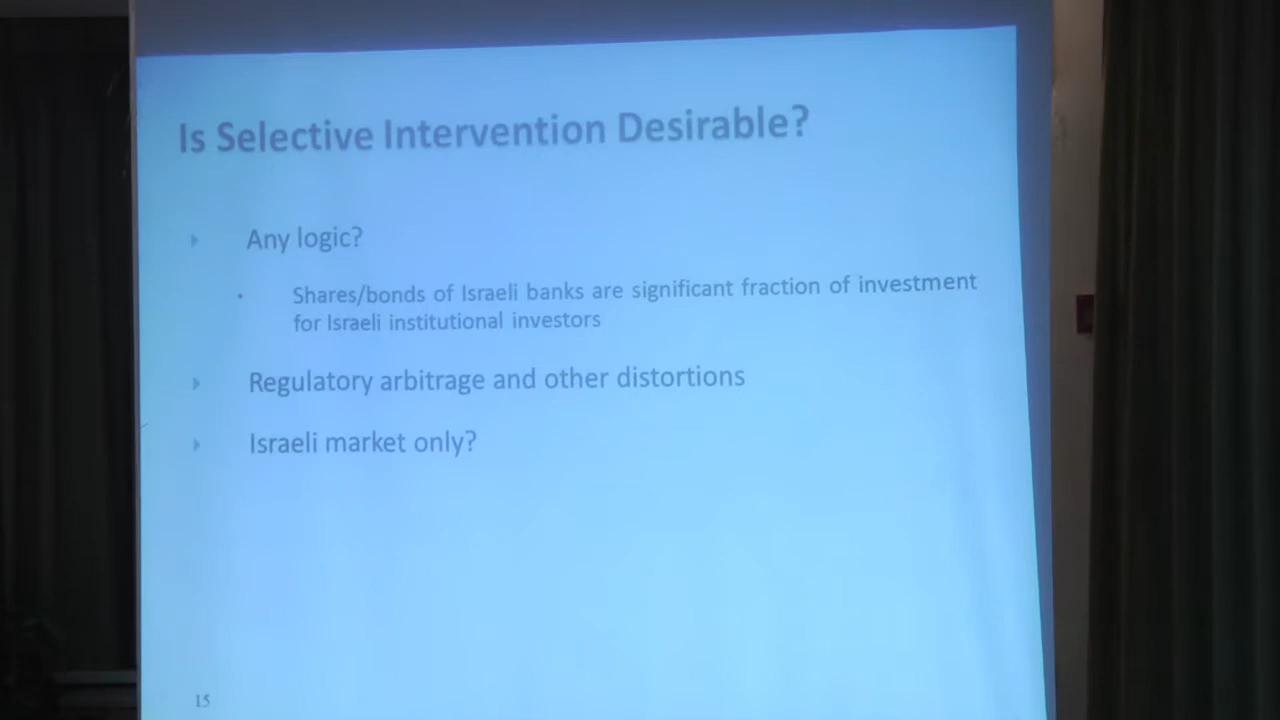 Is Selective Intervention Desirable?
Any logic?
Shares/bonds of Israeli banks are significant fraction of investment
for Israeli institutional investors
Regulatory arbitrage and other distortions
Israeli market only?
15